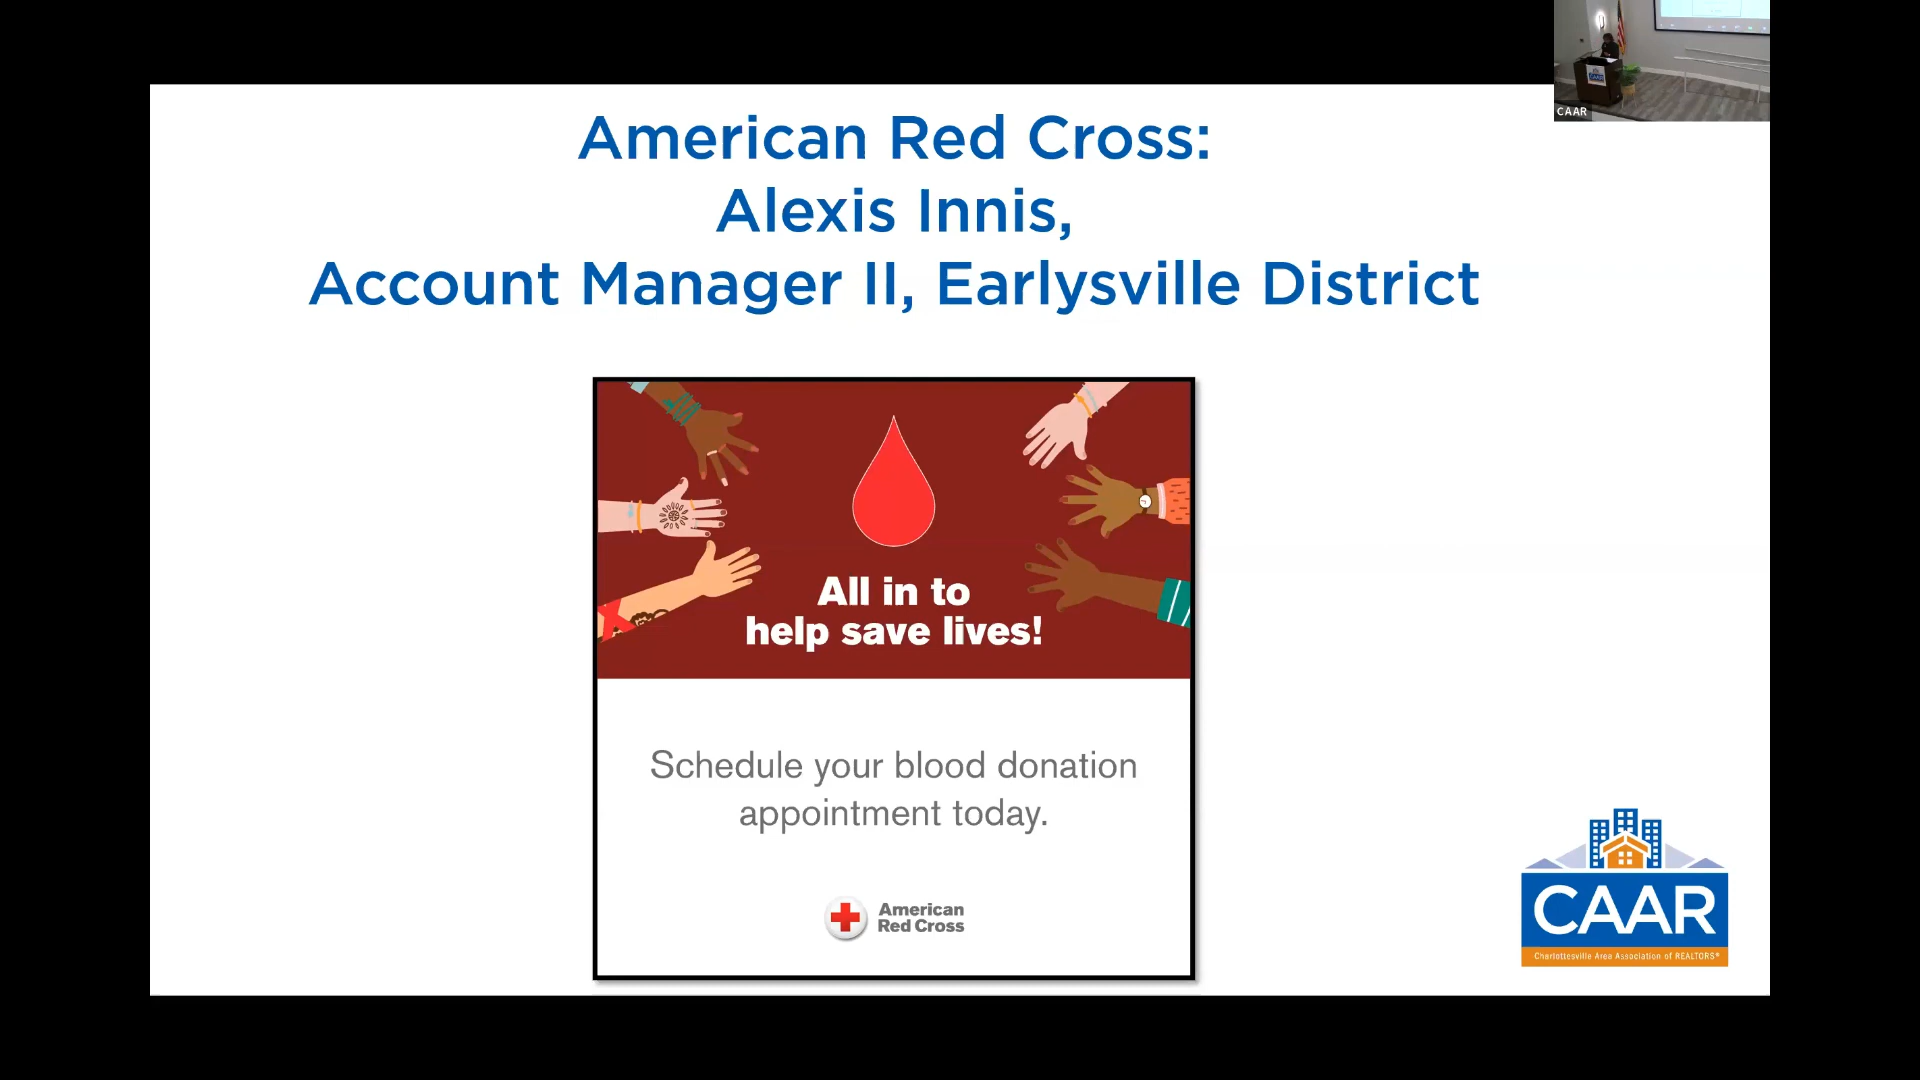 CAAR
American Red Cross:
Alexis Innis,
Account Manager II, Earlysville District
All in to
help save lives!
Schedule your blood donation
appointment today.
American
Red Cross
CAAR
Charlottesville Area Association of REALTORS®